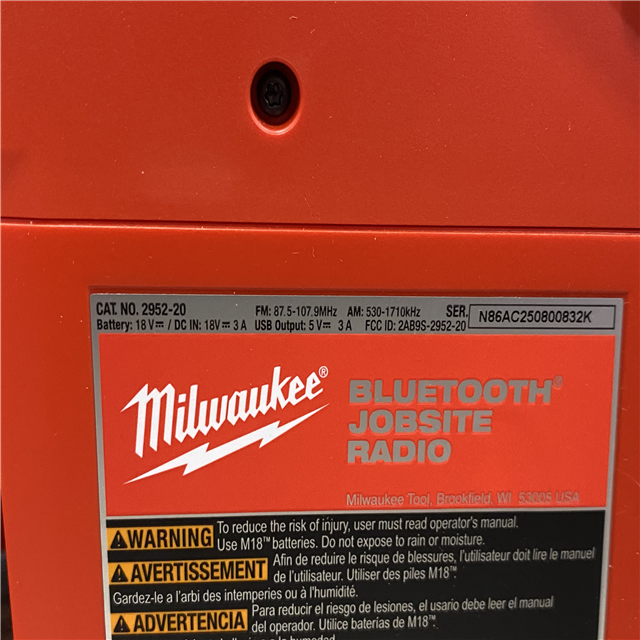 CAT. NO. 2952-20 FM: 87.5-107.9MHz AM: 530-1710kHz SER. N86AC250800832K
Battery: 18 V⎓ / DC IN: 18V⎓ 3 A USB Output: 5 V⎓ 3 A FCC ID: 2AB9S-2952-20
Milwaukee®
BLUETOOTH®
JOBSITE
RADIO
Milwaukee Tool, Brookfield, WI 53005 USA
WARNING To reduce the risk of injury, user must read operator's manual.
Use M18™ batteries. Do not expose to rain or moisture.
AVERTISSEMENT Afin de reduire le risque de blessures, l'utilisateur doit lire le manuel
de l'utilisateur. Utiliser des piles M18™.
Gardez-le a l'arbi des intemperies ou à l'humidité.
ADVERTENCIA Para reducir el riesgo de lesiones, el usario debe leer el manual
del operador. Utilice baterías de M18™.
la humedad